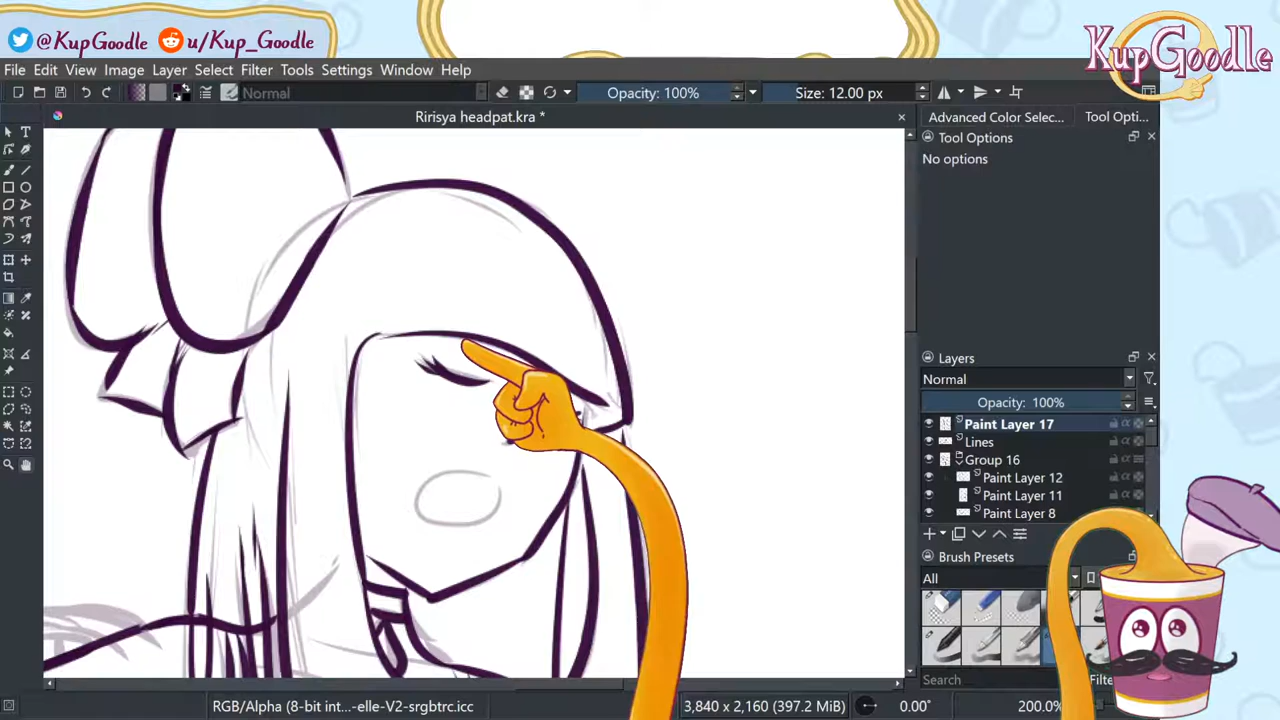 @KupGoodle u/Kup_Goodle
KupGoodle
File Edit View Image Layer Select Filter Tools Settings Window Help
Normal Opacity: 100% Size: 12.00 px
Ririsya headpat.kra *
Advanced Color Selec... Tool Opti...
Tool Options
No options
Layers
Normal
Opacity: 100%
Paint Layer 17
Lines
Group 16
Paint Layer 12
Paint Layer 11
Paint Layer 8
Brush Presets
All
Search
RGB/Alpha (8-bit int...-elle-V2-srgbtrc.icc 3,840 x 2,160 (397.2 MiB) 0.00° 200.0%